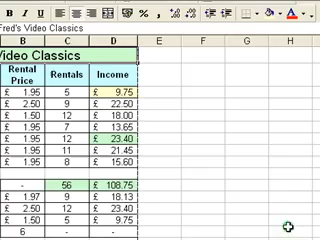 B I U
Fred's Video Classics
B C D E F G H
Video Classics
Rental Price Rentals Income
£ 1.95 5 £ 9.75
£ 2.50 9 £ 22.50
£ 1.50 12 £ 18.00
£ 1.95 7 £ 13.65
£ 1.95 12 £ 23.40
£ 1.95 11 £ 21.45
£ 1.95 8 £ 15.60
- 56 £ 108.75
£ 1.97 9 £ 18.13
£ 2.50 12 £ 23.40
£ 1.50 5 £ 9.75
6 - -